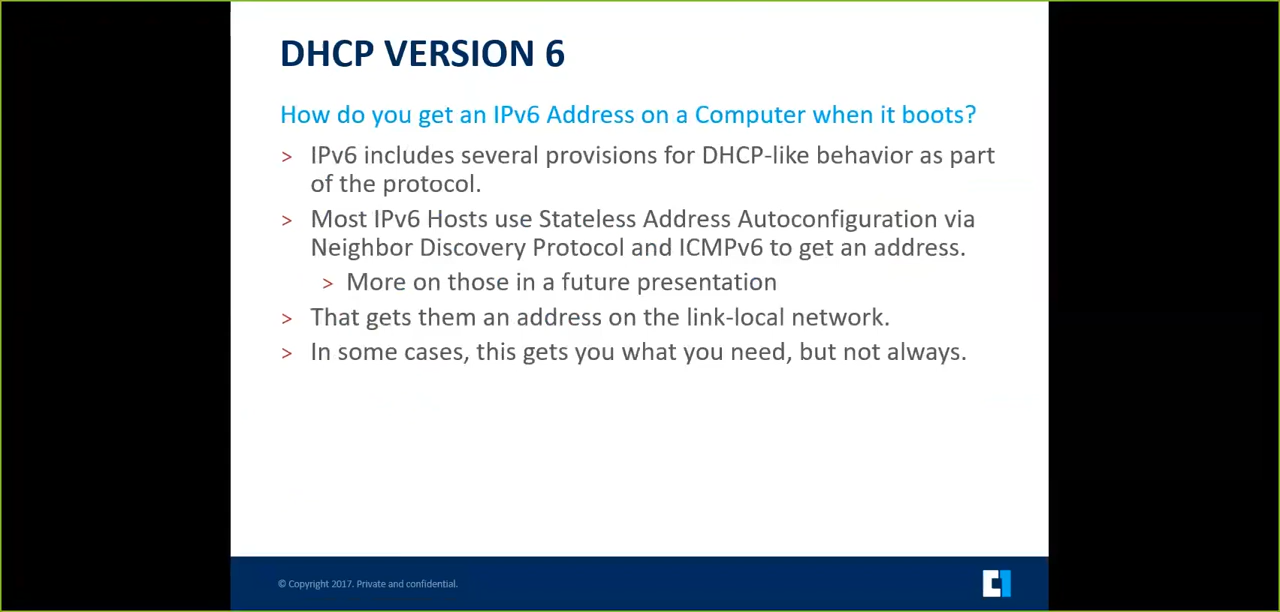 DHCP VERSION 6
How do you get an IPv6 Address on a Computer when it boots?
> IPv6 includes several provisions for DHCP-like behavior as part
of the protocol.
> Most IPv6 Hosts use Stateless Address Autoconfiguration via
Neighbor Discovery Protocol and ICMPv6 to get an address.
> More on those in a future presentation
> That gets them an address on the link-local network.
> In some cases, this gets you what you need, but not always.
© Copyright 2017. Private and confidential.